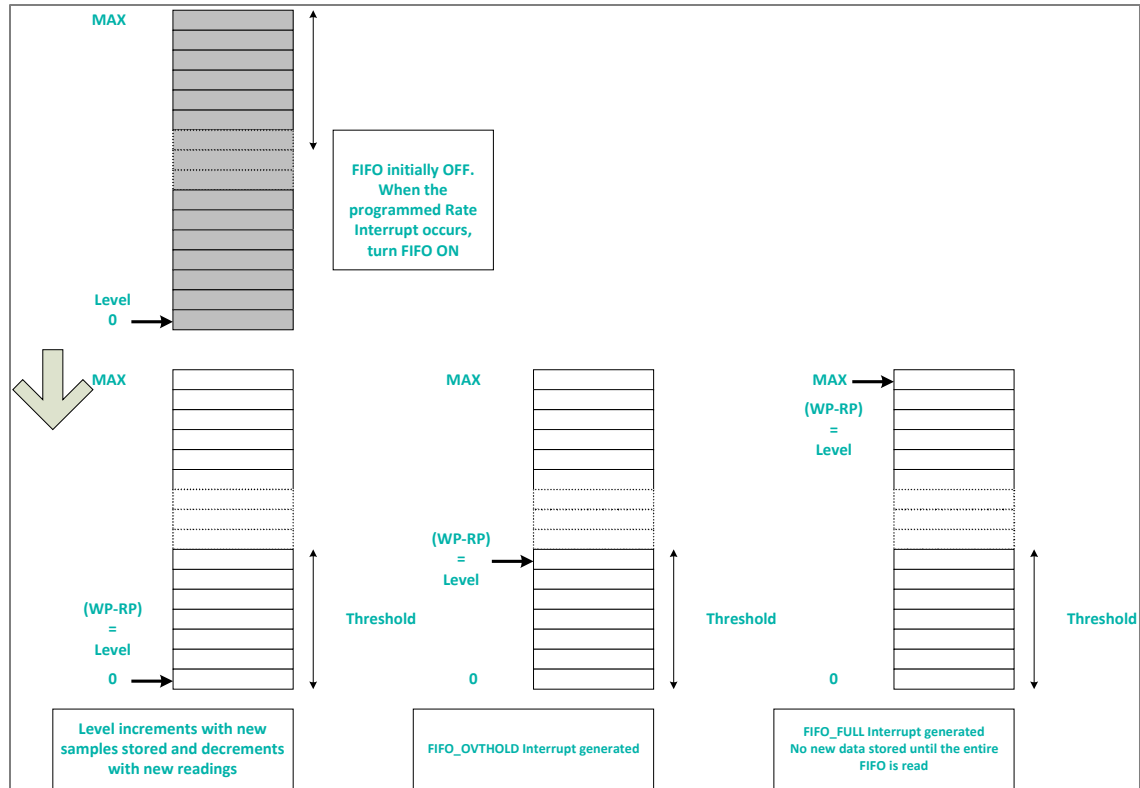 MAX
FIFO initially OFF.
When the
programmed Rate
Interrupt occurs,
turn FIFO ON
Level
0
MAX
(WP-RP)
=
Level
0
Threshold
Level increments with new
samples stored and decrements
with new readings
MAX
(WP-RP)
=
Level
0
Threshold
FIFO_OVTHOLD Interrupt generated
MAX
(WP-RP)
=
Level
0
Threshold
FIFO_FULL Interrupt generated
No new data stored until the entire
FIFO is read